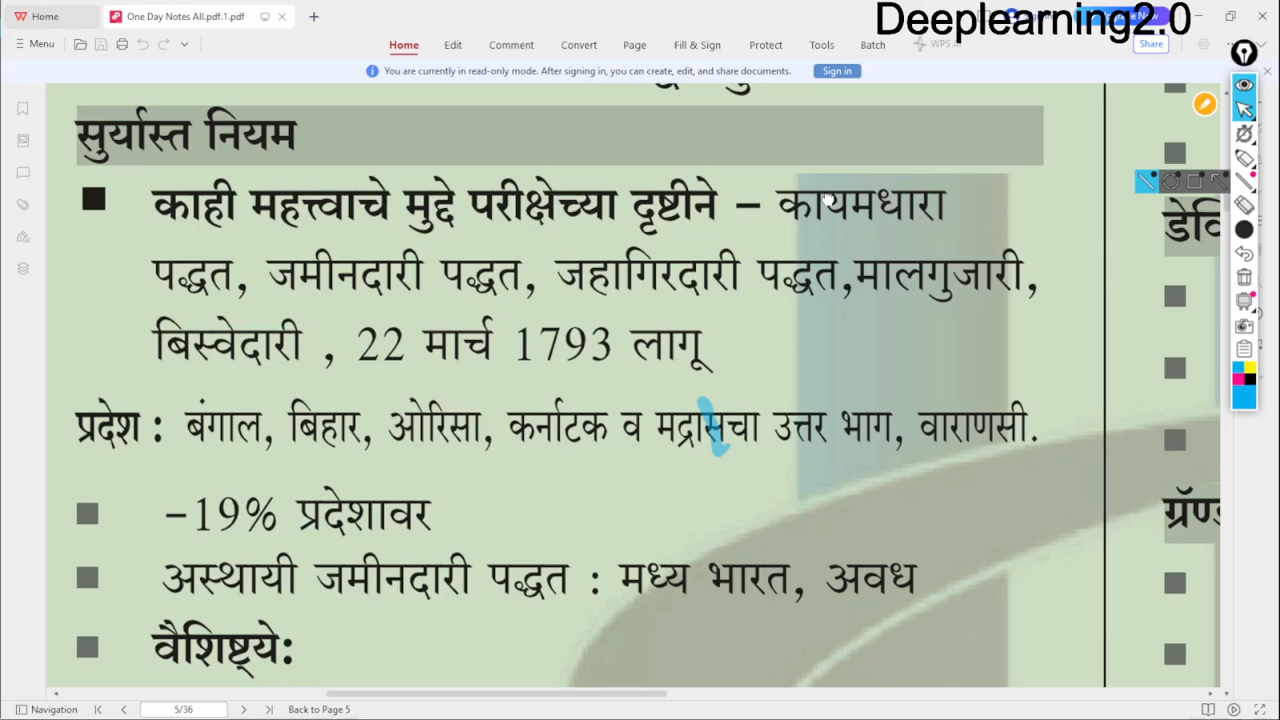 Home
One Day Notes All.pdf.1.pdf
Deeplearning2.0
Menu
Home Edit Comment Convert Page Fill & Sign Protect Tools Batch WPS AI Share
You are currently in read-only mode. After signing in, you can create, edit, and share documents. Sign in
सुर्यास्त नियम
काही महत्त्वाचे मुद्दे परीक्षेच्या दृष्टीने – कायमधारा
पद्धत, जमीनदारी पद्धत, जहागिरदारी पद्धत,मालगुजारी,
बिस्वेदारी , 22 मार्च 1793 लागू
प्रदेश : बंगाल, बिहार, ओरिसा, कर्नाटक व मद्रासचा उत्तर भाग, वाराणसी.
–19% प्रदेशावर
अस्थायी जमीनदारी पद्धत : मध्य भारत, अवध
वैशिष्ट्ये:
Navigation 5/36 Back to Page 5